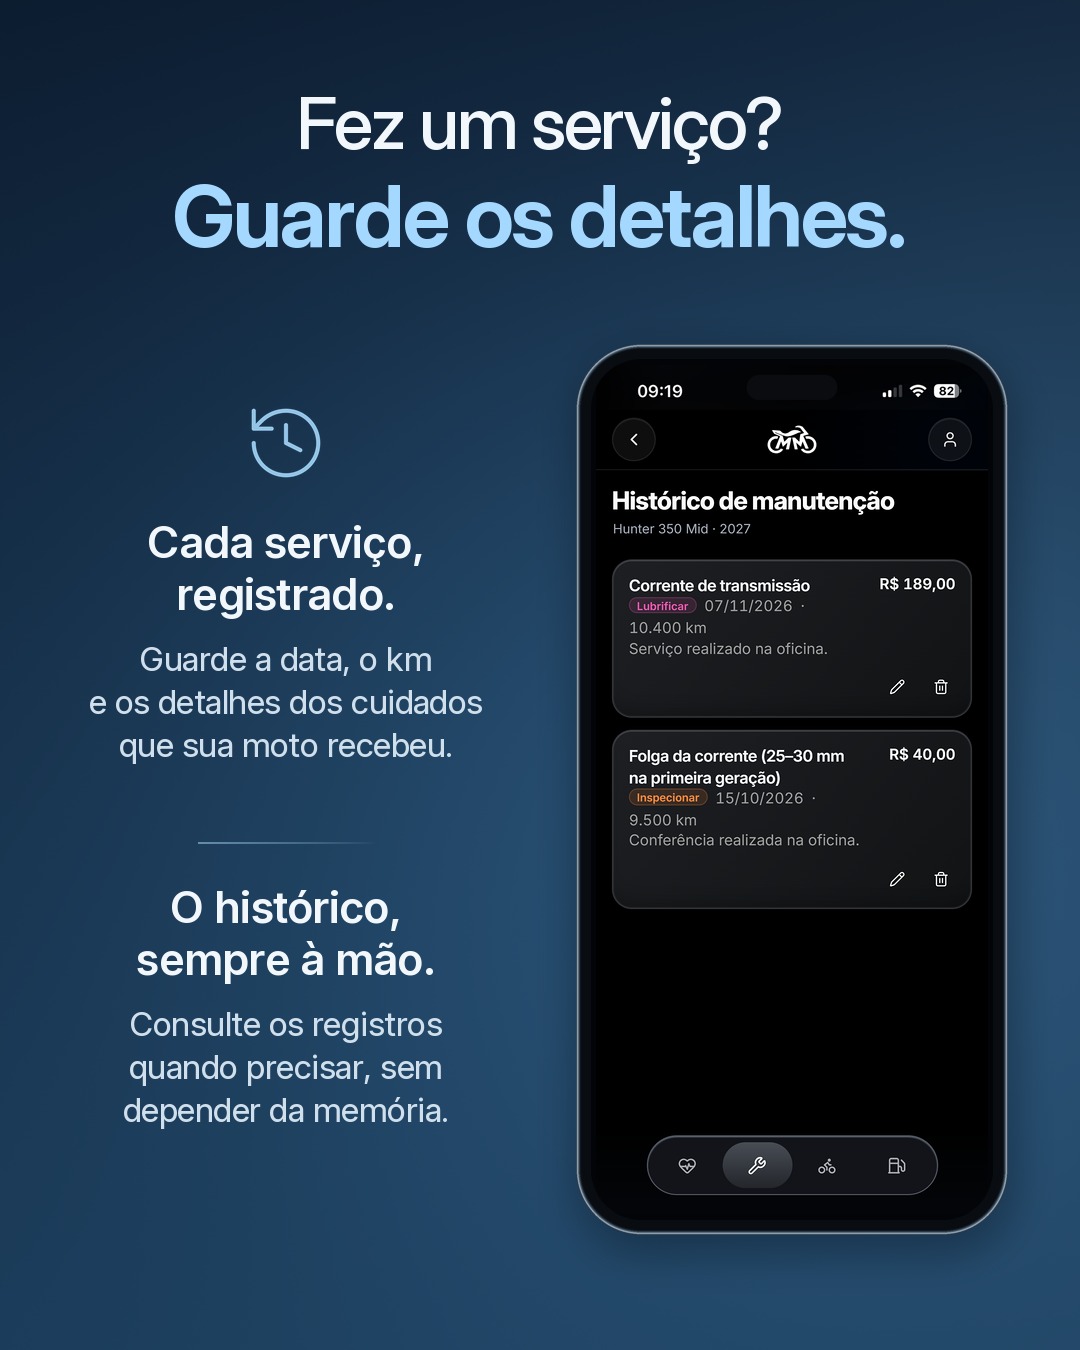 Fez um serviço?
Guarde os detalhes.
Cada serviço,
registrado.
Guarde a data, o km
e os detalhes dos cuidados
que sua moto recebeu.
O histórico,
sempre à mão.
Consulte os registros
quando precisar, sem
depender da memória.
09:19
82
MM
Histórico de manutenção
Hunter 350 Mid · 2027
Corrente de transmissão
R$ 189,00
Lubrificar 07/11/2026 ·
10.400 km
Serviço realizado na oficina.
Folga da corrente (25–30 mm
na primeira geração)
R$ 40,00
Inspecionar 15/10/2026 ·
9.500 km
Conferência realizada na oficina.